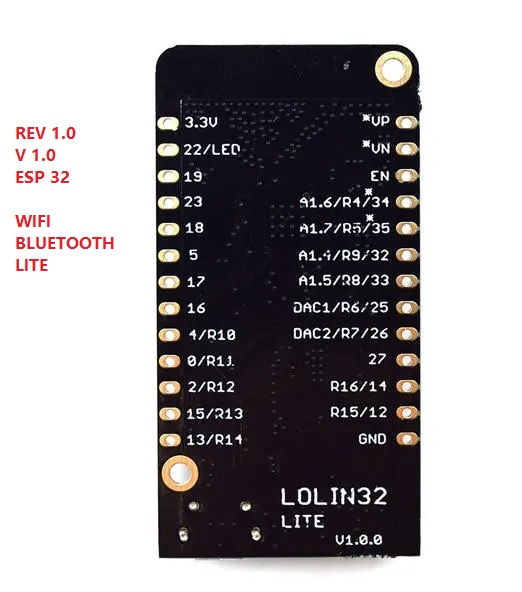 REV 1.0
V 1.0
ESP 32
WIFI
BLUETOOTH
LITE
3.3V
22/LED
19
23
18
5
17
16
4/R10
0/R11
2/R12
15/R13
13/R14
*VP
*VN
EN
*
A1.6/R4/34
*
A1.7/R5/35
A1.4/R9/32
A1.5/R8/33
DAC1/R6/25
DAC2/R7/26
27
R16/14
R15/12
GND
LOLIN32
LITE
V1.0.0